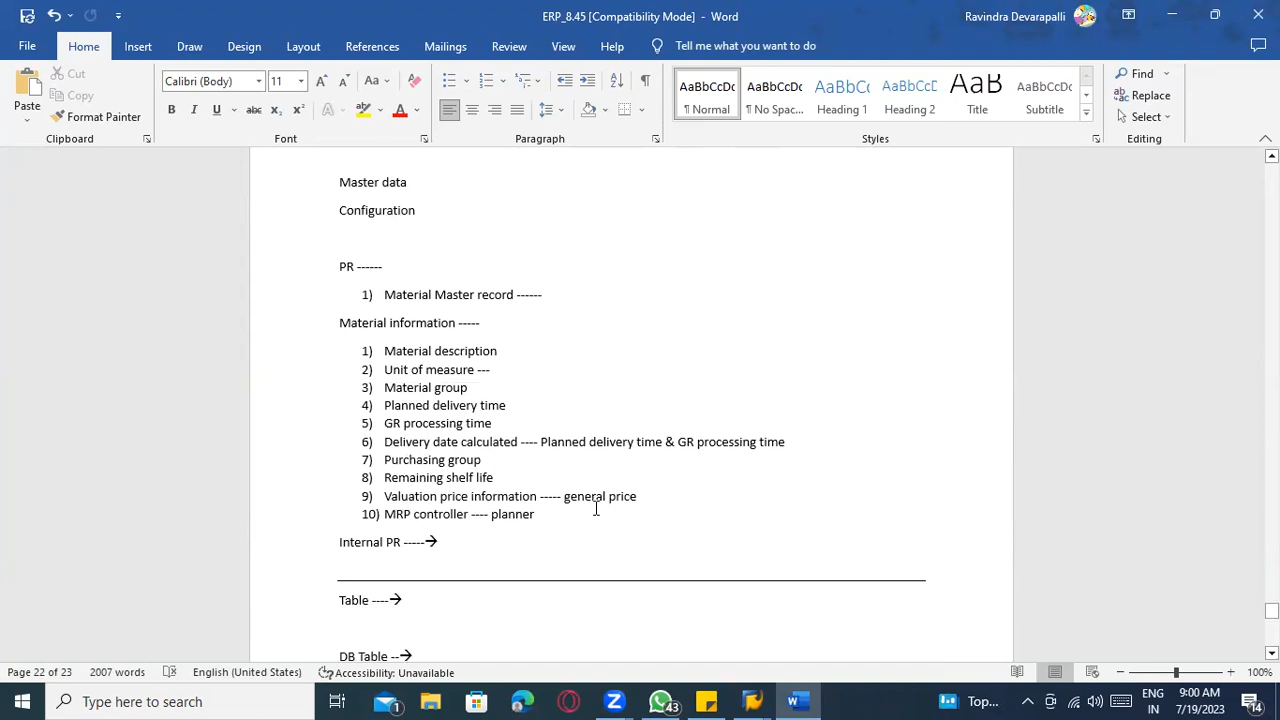 ERP_8.45 [Compatibility Mode] - Word
Ravindra Devarapalli
File Home Insert Draw Design Layout References Mailings Review View Help Tell me what you want to do
Paste
Cut
Copy
Format Painter
Clipboard
Calibri (Body) 11
Font
Paragraph
AaBbCcDc AaBbCcDc AaBbCc AaBbCcC AaB AaBbCcC
¶ Normal ¶ No Spac... Heading 1 Heading 2 Title Subtitle
Styles
Find
Replace
Select
Editing
Master data
Configuration
PR ------
1) Material Master record ------
Material information -----
1) Material description
2) Unit of measure ---
3) Material group
4) Planned delivery time
5) GR processing time
6) Delivery date calculated ---- Planned delivery time & GR processing time
7) Purchasing group
8) Remaining shelf life
9) Valuation price information ----- general price
10) MRP controller ---- planner
Internal PR -----→
Table ----→
DB Table --→
Page 22 of 23 2007 words English (United States) Accessibility: Unavailable 100%
Type here to search
1
43
Top...
ENG
IN
9:00 AM
7/19/2023
14